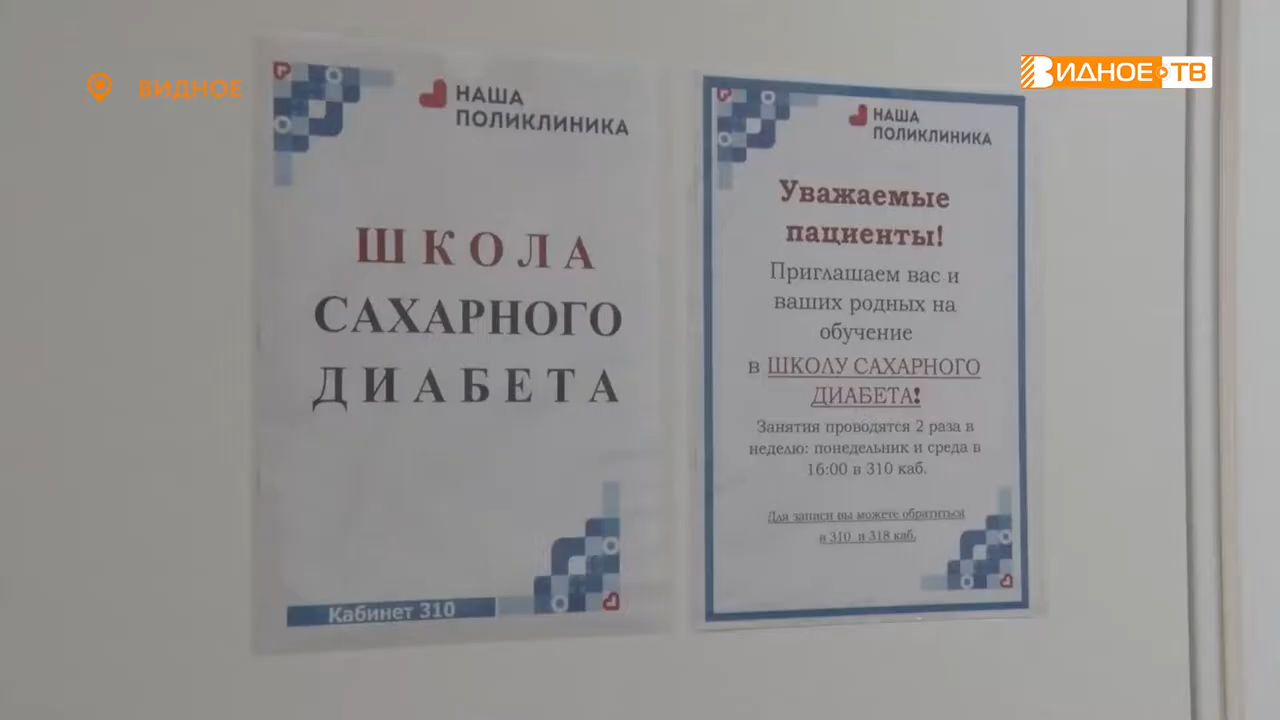 ВИДНОЕ
ВИДНОЕ ТВ
НАША
ПОЛИКЛИНИКА
ШКОЛА
САХАРНОГО
ДИАБЕТА
Кабинет 310
НАША
ПОЛИКЛИНИКА
Уважаемые
пациенты!
Приглашаем вас и
ваших родных на
обучение
в ШКОЛУ САХАРНОГО
ДИАБЕТА!
Занятия проводятся 2 раза в
неделю: понедельник и среда в
16:00 в 310 каб.
Для записи вы можете обратиться
в 310 и 318 каб.